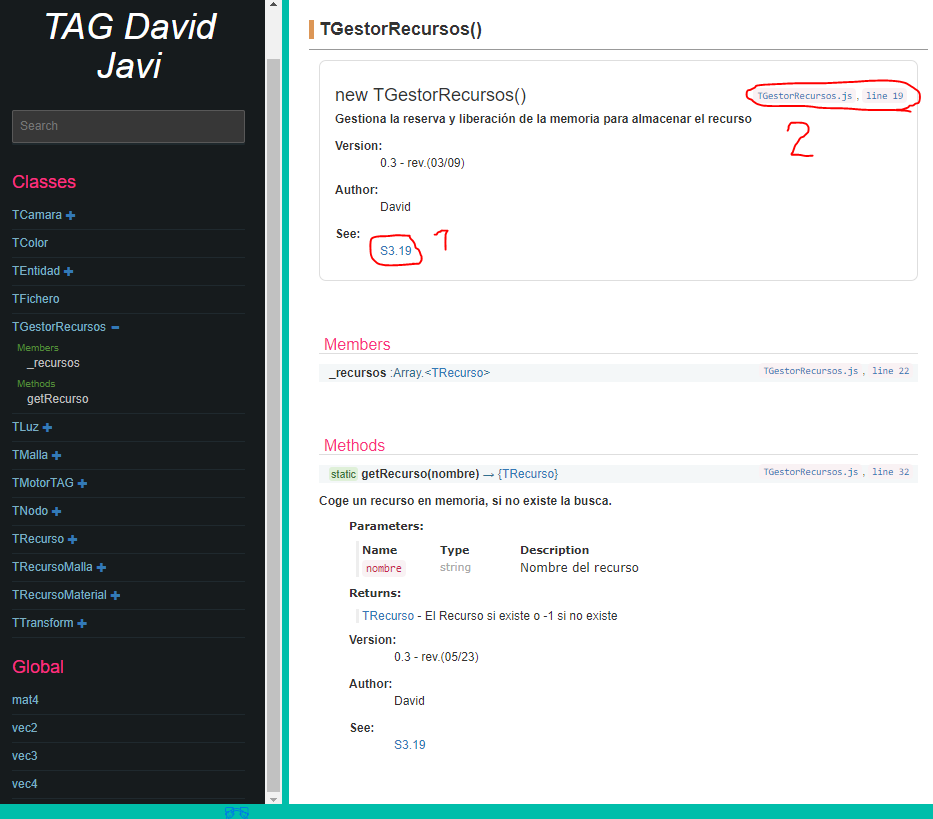 TAG David
Javi
Search
Classes
TCamara
TColor
TEntidad
TFichero
TGestorRecursos
Members
_recursos
Methods
getRecurso
TLuz
TMalla
TMotorTAG
TNodo
TRecurso
TRecursoMalla
TRecursoMaterial
TTransform
Global
mat4
vec2
vec3
vec4
TGestorRecursos()
new TGestorRecursos() TGestorRecursos.js, line 19
Gestiona la reserva y liberación de la memoria para almacenar el recurso
2
Version:
0.3 - rev.(03/09)
Author:
David
See:
S3.19 1
Members
_recursos :Array.<TRecurso> TGestorRecursos.js, line 22
Methods
static getRecurso(nombre) → {TRecurso} TGestorRecursos.js, line 32
Coge un recurso en memoria, si no existe la busca.
Parameters:
Name Type Description
nombre string Nombre del recurso
Returns:
TRecurso - El Recurso si existe o -1 si no existe
Version:
0.3 - rev.(05/23)
Author:
David
See:
S3.19